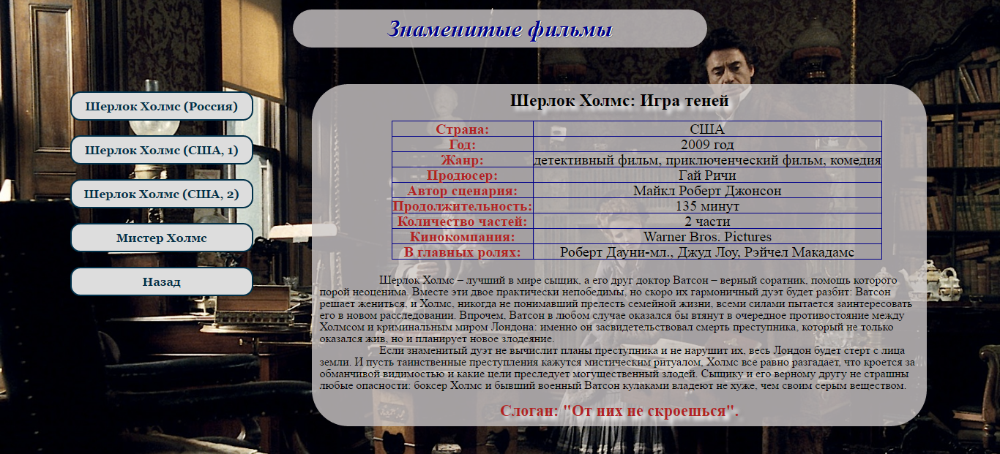 Знаменитые фильмы
Шерлок Холмс (Россия)
Шерлок Холмс (США, 1)
Шерлок Холмс (США, 2)
Мистер Холмс
Назад
Шерлок Холмс: Игра теней
Страна: США
Год: 2009 год
Жанр: детективный фильм, приключенческий фильм, комедия
Продюсер: Гай Ричи
Автор сценария: Майкл Роберт Джонсон
Продолжительность: 135 минут
Количество частей: 2 части
Кинокомпания: Warner Bros. Pictures
В главных ролях: Роберт Дауни-мл., Джуд Лоу, Рэйчел Макадамс
Шерлок Холмс – лучший в мире сыщик, а его друг доктор Ватсон – верный соратник, помощь которого
порой неоценима. Вместе эти двое практически непобедимы, но скоро их гармоничный дуэт будет разбит: Ватсон
решает жениться, и Холмс, никогда не понимавший прелесть семейной жизни, всеми силами пытается заинтересовать
его в новом расследовании. Впрочем, Ватсон в любом случае оказался бы втянут в очередное противостояние между
Холмсом и криминальным миром Лондона: именно он засвидетельствовал смерть преступника, который не только
оказался жив, но и планирует новое злодеяние.
Если знаменитый дуэт не вычислит планы преступника и не нарушит их, весь Лондон будет стерт с лица
земли. И пусть таинственные преступления кажутся мистическим ритуалом, Холмс все равно разгадает, что кроется за
обманчивой видимостью и какие цели преследует могущественный злодей. Сыщику и его верному другу не страшны
любые опасности: боксер Холмс и бывший военный Ватсон кулаками владеют не хуже, чем своим серым веществом.
Слоган: "От них не скроешься".